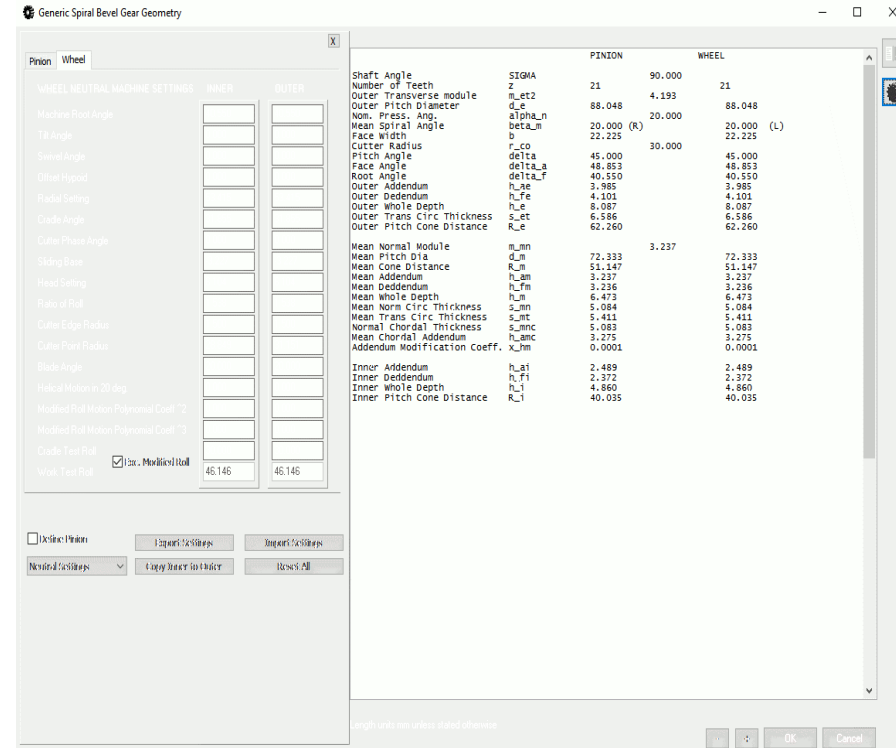 Generic Spiral Bevel Gear Geometry
X
Pinion Wheel
WHEEL NEUTRAL MACHINE SETTINGS INNER OUTER
Machine Root Angle
Tilt Angle
Swivel Angle
Offset Hypoid
Radial Setting
Cradle Angle
Cutter Phase Angle
Sliding Base
Head Setting
Ratio of Roll
Cutter Edge Radius
Cutter Point Radius
Blade Angle
Helical Motion in 20 deg
Modified Roll Motion Polynomial Coeff ^2
Modified Roll Motion Polynomial Coeff ^3
Cradle Test Roll
Exc. Modified Roll
Work Test Roll 46.146 46.146
Define Pinion Export Settings Import Settings
Neutral Settings Copy Inner to Outer Reset All
PINION WHEEL
Shaft Angle SIGMA 90.000
Number of Teeth z 21 21
Outer Transverse module m_et2 4.193
Outer Pitch Diameter d_e 88.048 88.048
Nom. Press. Ang. alpha_n 20.000
Mean Spiral Angle beta_m 20.000 (R) 20.000 (L)
Face Width b 22.225 22.225
Cutter Radius r_co 30.000
Pitch Angle delta 45.000 45.000
Face Angle delta_a 48.853 48.853
Root Angle delta_f 40.550 40.550
Outer Addendum h_ae 3.985 3.985
Outer Dedendum h_fe 4.101 4.101
Outer Whole Depth h_e 8.087 8.087
Outer Trans Circ Thickness s_et 6.586 6.586
Outer Pitch Cone Distance R_e 62.260 62.260
Mean Normal Module m_mn 3.237
Mean Pitch Dia d_m 72.333 72.333
Mean Cone Distance R_m 51.147 51.147
Mean Addendum h_am 3.237 3.237
Mean Deddendum h_fm 3.236 3.236
Mean Whole Depth h_m 6.473 6.473
Mean Norm Circ Thickness s_mn 5.084 5.084
Mean Trans Circ Thickness s_mt 5.411 5.411
Normal Chordal Thickness s_mnc 5.083 5.083
Mean Chordal Addendum h_amc 3.275 3.275
Addendum Modification Coeff. x_hm 0.0001 0.0001
Inner Addendum h_ai 2.489 2.489
Inner Deddendum h_fi 2.372 2.372
Inner Whole Depth h_i 4.860 4.860
Inner Pitch Cone Distance R_i 40.035 40.035
Length units mm unless stated otherwise
OK Cancel